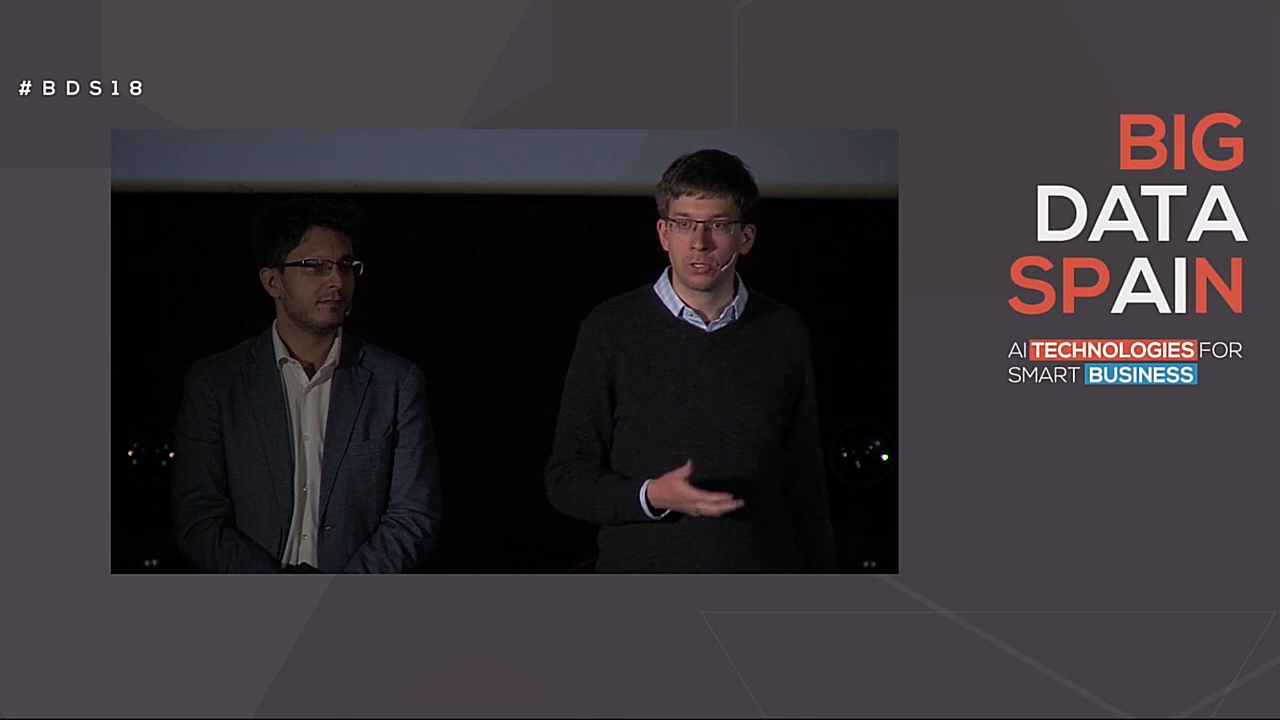 #BDS18
BIG
DATA
SPAIN
AI TECHNOLOGIES FOR
SMART BUSINESS